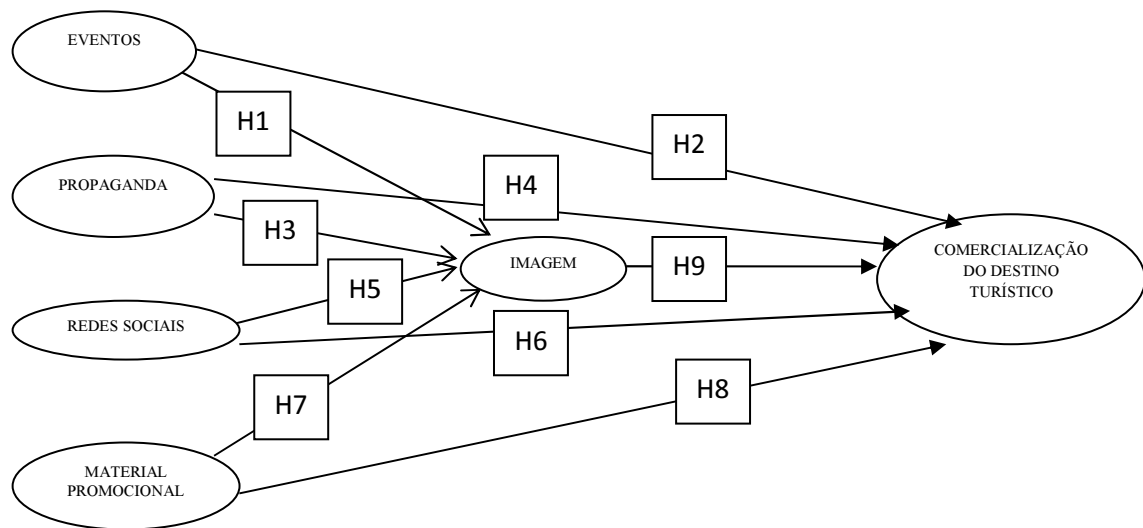 EVENTOS
H1
H2
PROPAGANDA
H4
H3
IMAGEM
H9
COMERCIALIZAÇÃO
DO DESTINO
TURÍSTICO
H5
REDES SOCIAIS
H6
H7
H8
MATERIAL
PROMOCIONAL